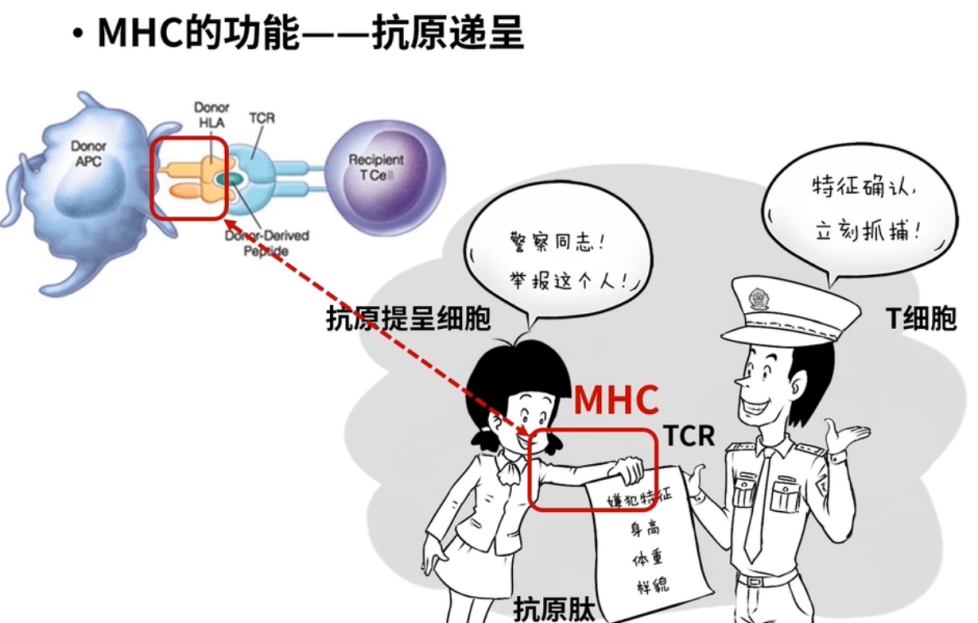 • MHC的功能——抗原递呈
Donor
HLA
TCR
Donor
APC
Recipient
T Cell
Donor-Derived
Peptide
特征确认,
立刻抓捕！
警察同志！
举报这个人！
抗原提呈细胞
T细胞
MHC
TCR
嫌犯特征
身高
体重
样貌
抗原肽